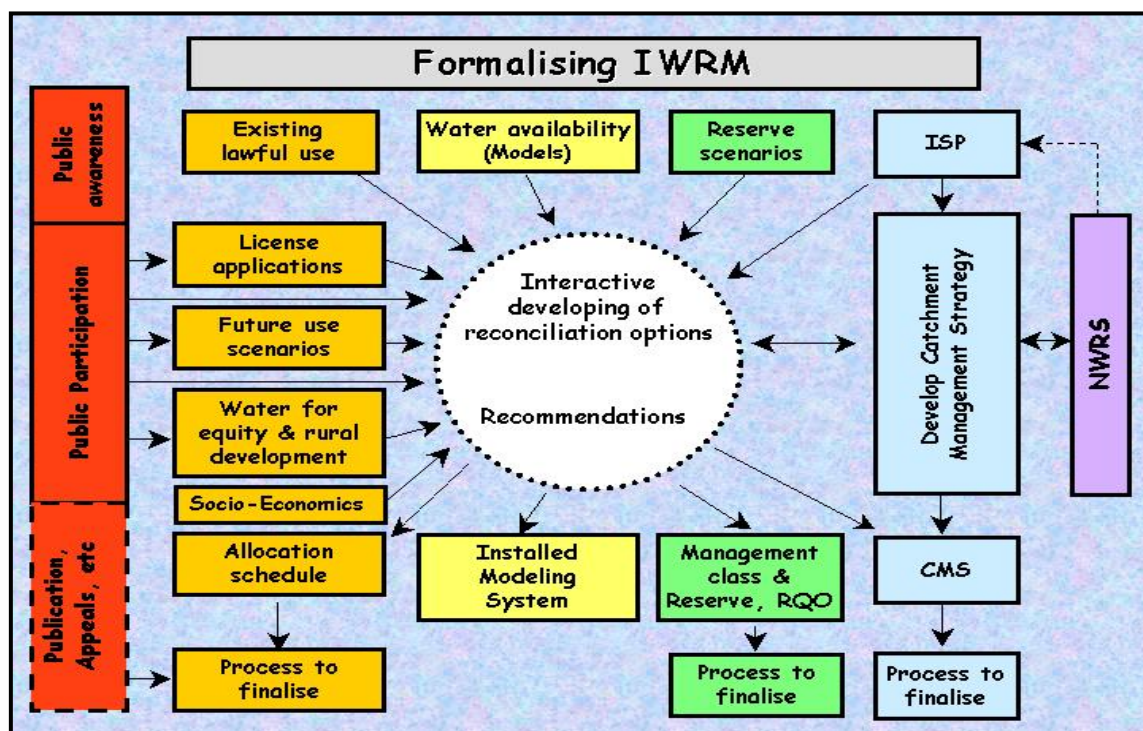 Formalising IWRM
Public
awareness
Existing
lawful use
Water availability
(Models)
Reserve
scenarios
ISP
Public Participation
License
applications
Future use
scenarios
Water for
equity & rural
development
Socio-Economics
Interactive
developing of
reconciliation options
Recommendations
Develop Catchment
Management Strategy
NWRS
Publication,
Appeals, etc
Allocation
schedule
Installed
Modeling
System
Management
class &
Reserve, RQO
CMS
Process to
finalise
Process to
finalise
Process to
finalise